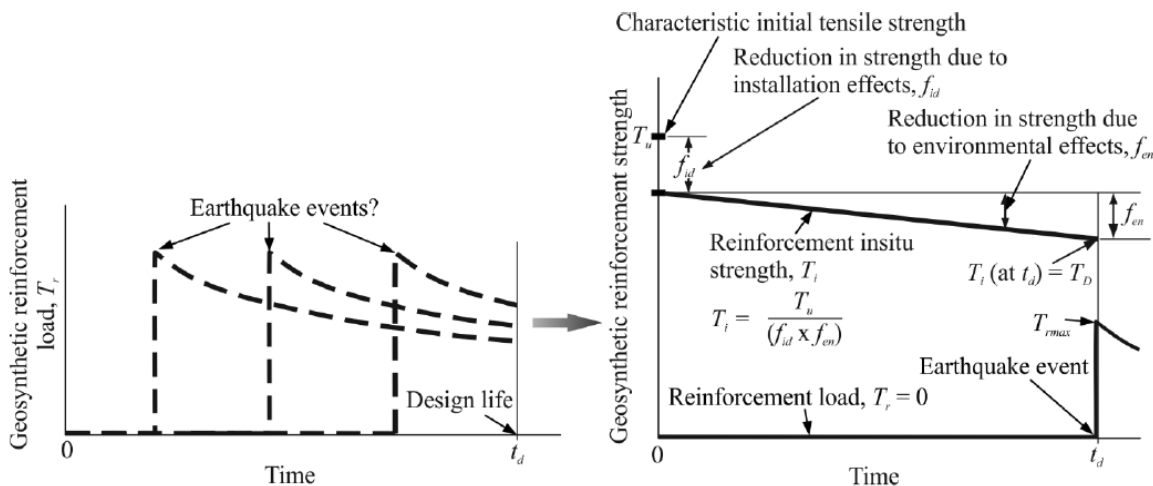 Geosynthetic reinforcement
load, T_r
Earthquake events?
Design life
0
t_d
Time
Characteristic initial tensile strength
Reduction in strength due to
installation effects, f_id
Reduction in strength due
to environmental effects, f_en
Geosynthetic reinforcement strength
T_u
f_id
f_en
Reinforcement insitu
strength, T_i
T_i = T_u / (f_id x f_en)
T_i (at t_d) = T_D
T_rmax
Earthquake event
Reinforcement load, T_r = 0
0
t_d
Time